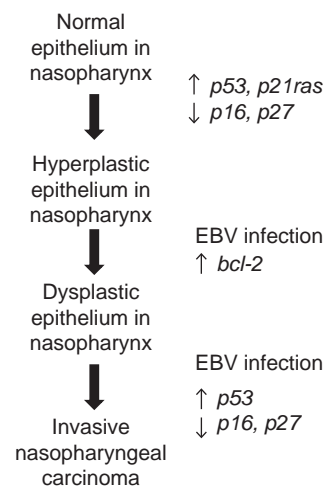 Normal
epithelium in
nasopharynx
↑ p53, p21ras
↓ p16, p27
Hyperplastic
epithelium in
nasopharynx
EBV infection
↑ bcl-2
Dysplastic
epithelium in
nasopharynx
EBV infection
↑ p53
↓ p16, p27
Invasive
nasopharyngeal
carcinoma